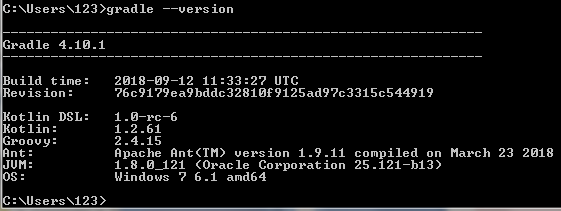 C:\Users\123>gradle --version
------------------------------------------------------------
Gradle 4.10.1
------------------------------------------------------------
Build time:   2018-09-12 11:33:27 UTC
Revision:     76c9179ea9bddc32810f9125ad97c3315c544919
Kotlin DSL:   1.0-rc-6
Kotlin:       1.2.61
Groovy:       2.4.15
Ant:          Apache Ant(TM) version 1.9.11 compiled on March 23 2018
JVM:          1.8.0_121 (Oracle Corporation 25.121-b13)
OS:           Windows 7 6.1 amd64
C:\Users\123>